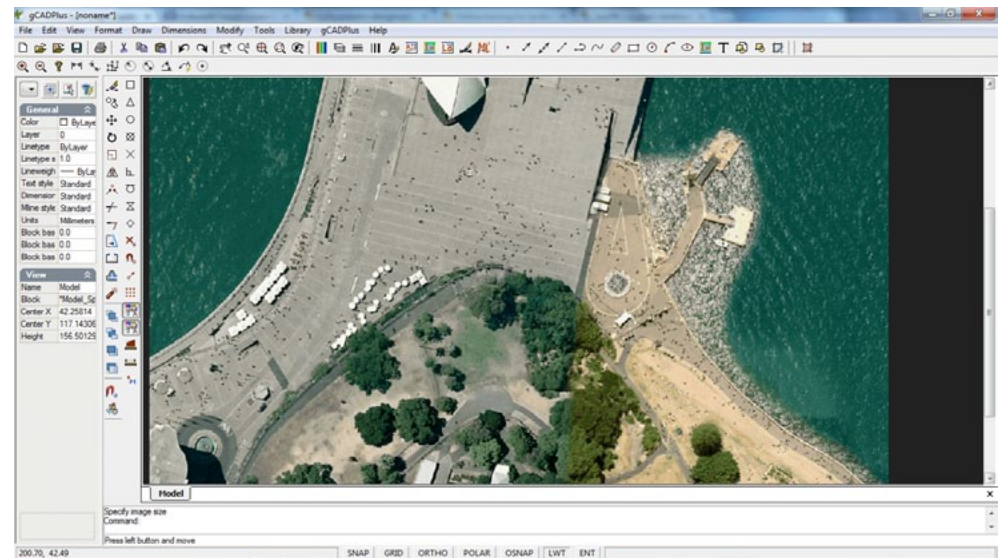 gCADPlus - [noname*]
File Edit View Format Draw Dimensions Modify Tools Library gCADPlus Help
General
Color ByLaye
Layer 0
Linetype ByLayer
Linetype s 1.0
Lineweigh ByLay
Text style Standard
Dimension Standard
Mline style Standard
Units Millimeters
Block bas 0.0
Block bas 0.0
Block bas 0.0
View
Name Model
Block "Model_Sp
Center X 42.25814
Center Y 117.14306
Height 156.50129
Model
Specify image size
Command:
Press left button and move
200.70, 42.49 SNAP GRID ORTHO POLAR OSNAP LWT ENT